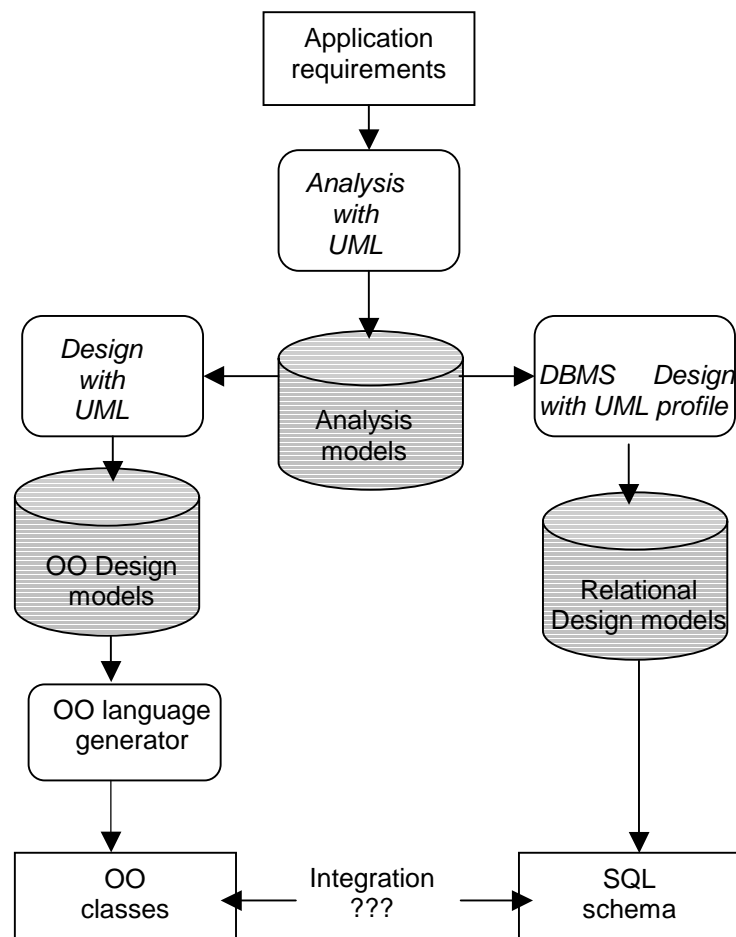 Application
requirements
Analysis
with
UML
Design
with
UML
Analysis
models
DBMS Design
with UML profile
OO Design
models
Relational
Design models
OO language
generator
OO
classes
Integration
???
SQL
schema